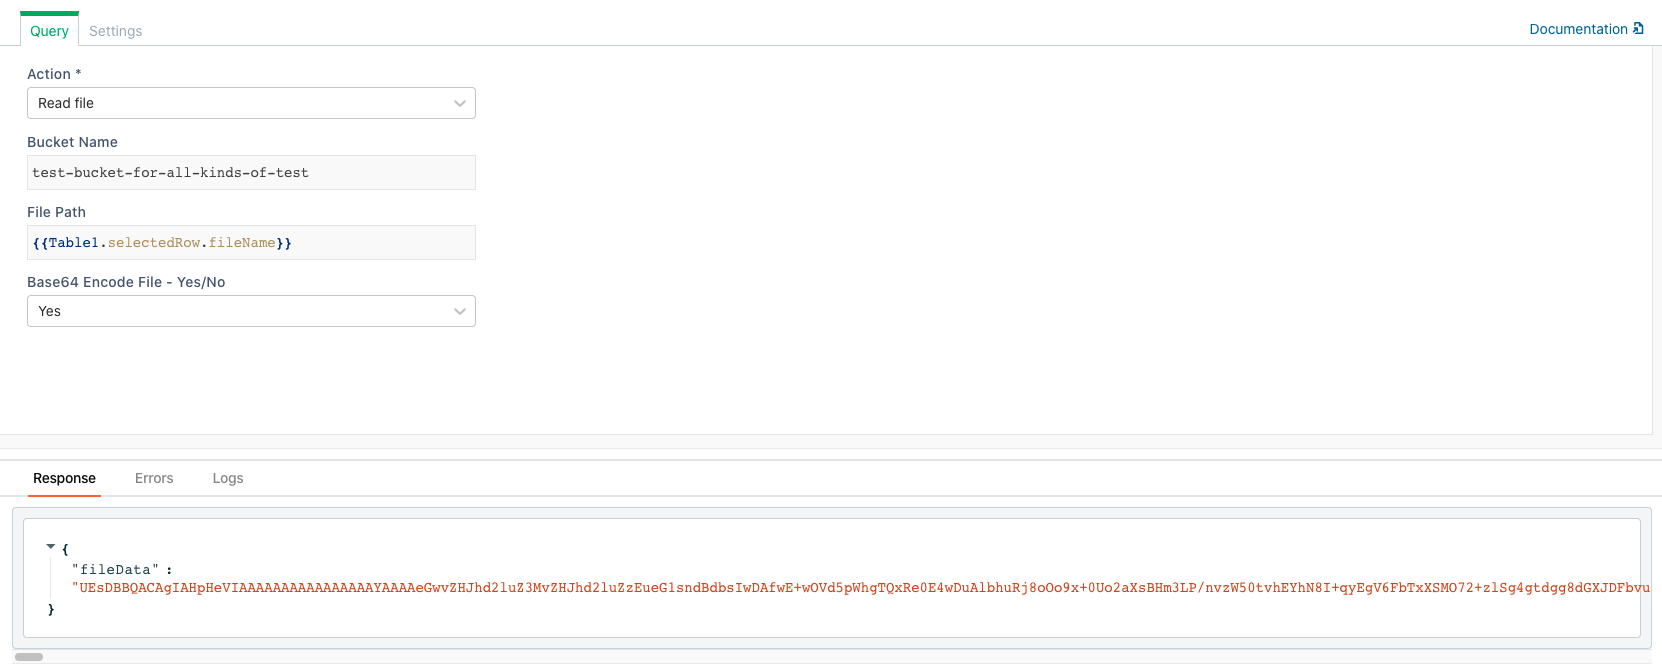 Query Settings Documentation
Action *
Read file
Bucket Name
test-bucket-for-all-kinds-of-test
File Path
{{Table1.selectedRow.fileName}}
Base64 Encode File - Yes/No
Yes
Response Errors Logs
{
"fileData" :
"UEsDBBQACAgIAHpHeVIAAAAAAAAAAAAAAAAYAAAAeGwvZHJhd2luZ3MvZHJhd2luZzEueG1sndBdbsIwDAfwE+wOVd5pWhgTQxRe0E4wDuAlbhuRj8oOo9x+0Uo2aXsBHm3LP/nvzW50tvhEYhN8I+qyEgV6FbTxXSMO72+zlSg4gtdgg8dGXJDFbvu
}